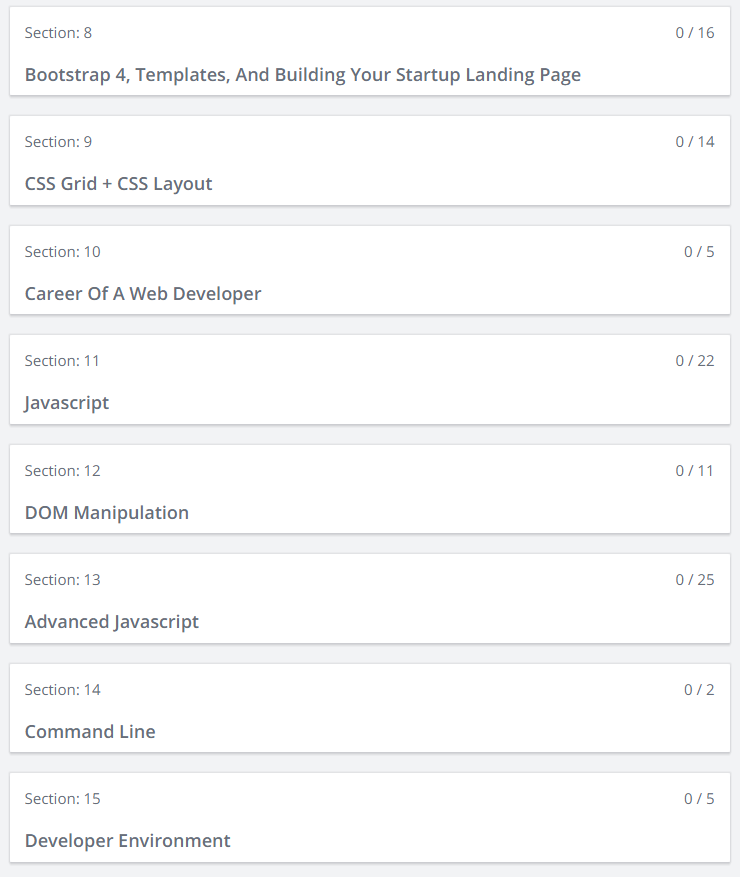 Section: 8 0 / 16
Bootstrap 4, Templates, And Building Your Startup Landing Page
Section: 9 0 / 14
CSS Grid + CSS Layout
Section: 10 0 / 5
Career Of A Web Developer
Section: 11 0 / 22
Javascript
Section: 12 0 / 11
DOM Manipulation
Section: 13 0 / 25
Advanced Javascript
Section: 14 0 / 2
Command Line
Section: 15 0 / 5
Developer Environment